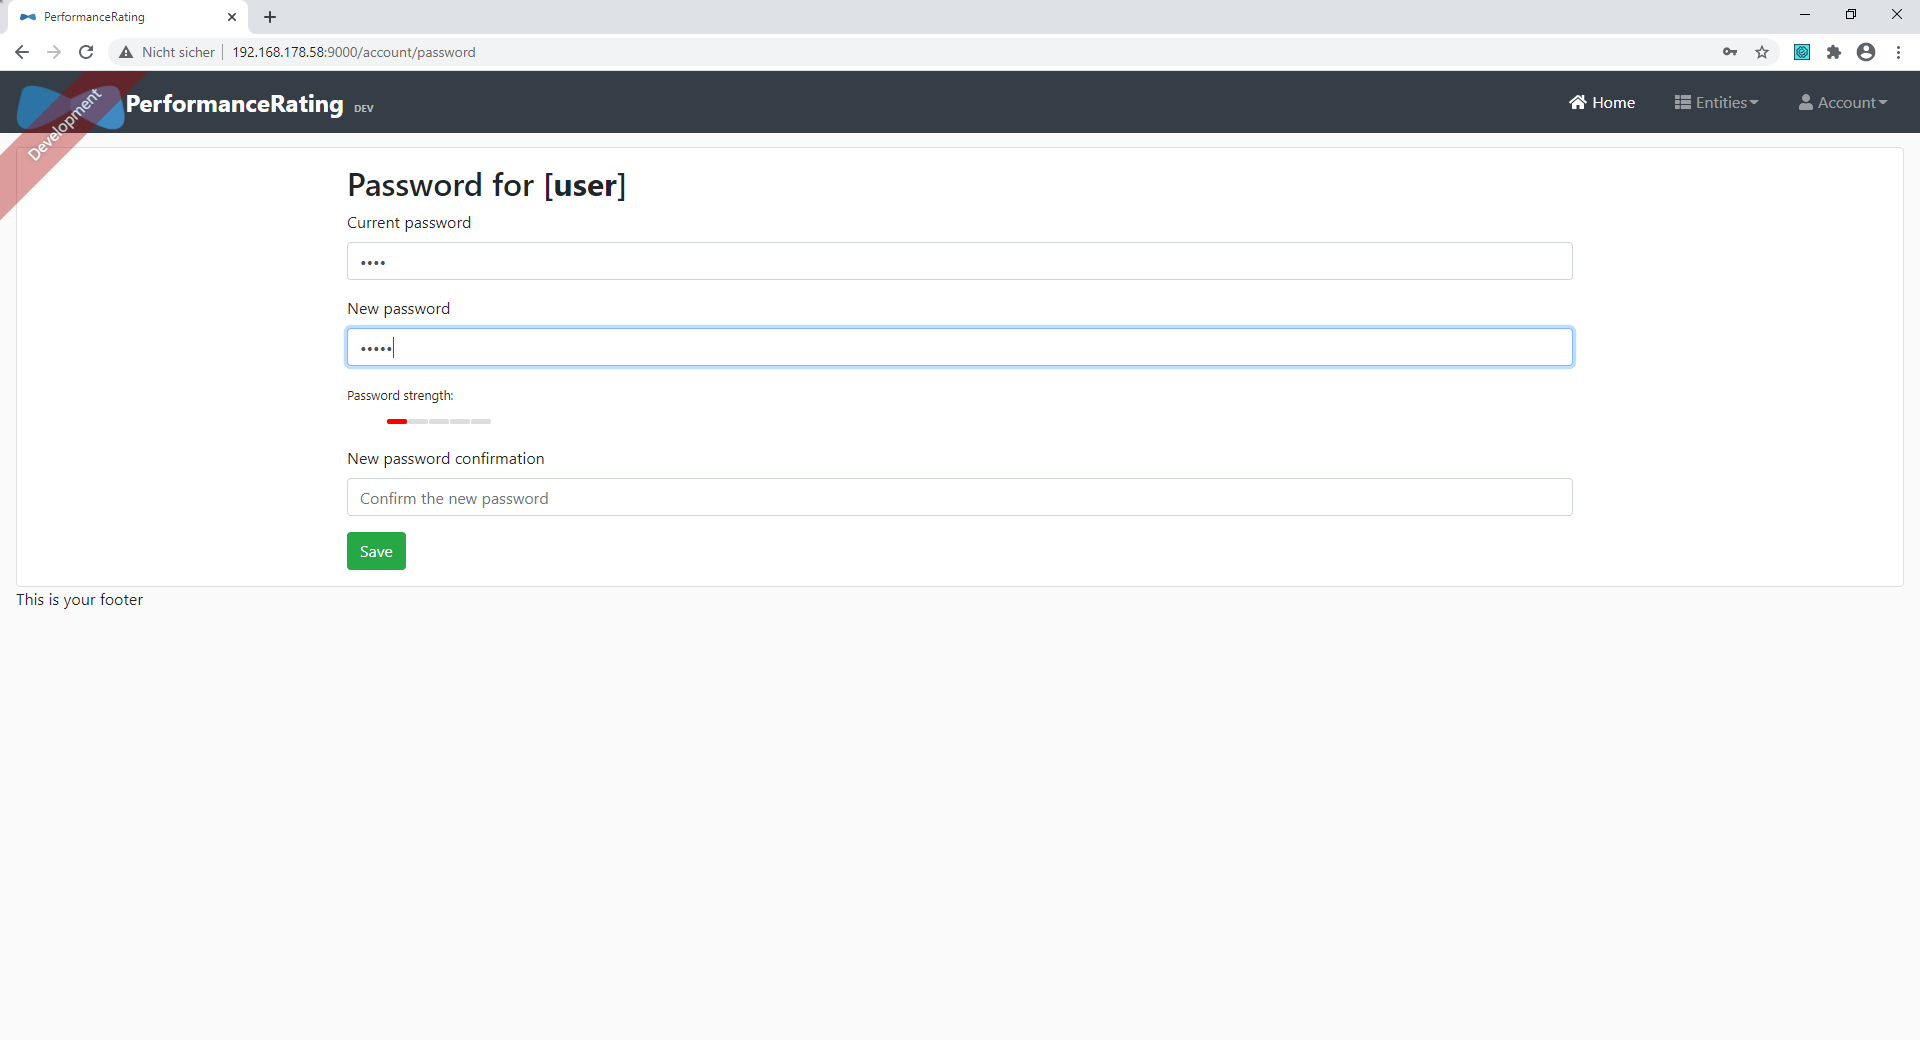 PerformanceRating
Nicht sicher 192.168.178.58:9000/account/password
Development
PerformanceRating DEV
Home Entities Account
Password for [user]
Current password
••••
New password
•••••
Password strength:
New password confirmation
Confirm the new password
Save
This is your footer